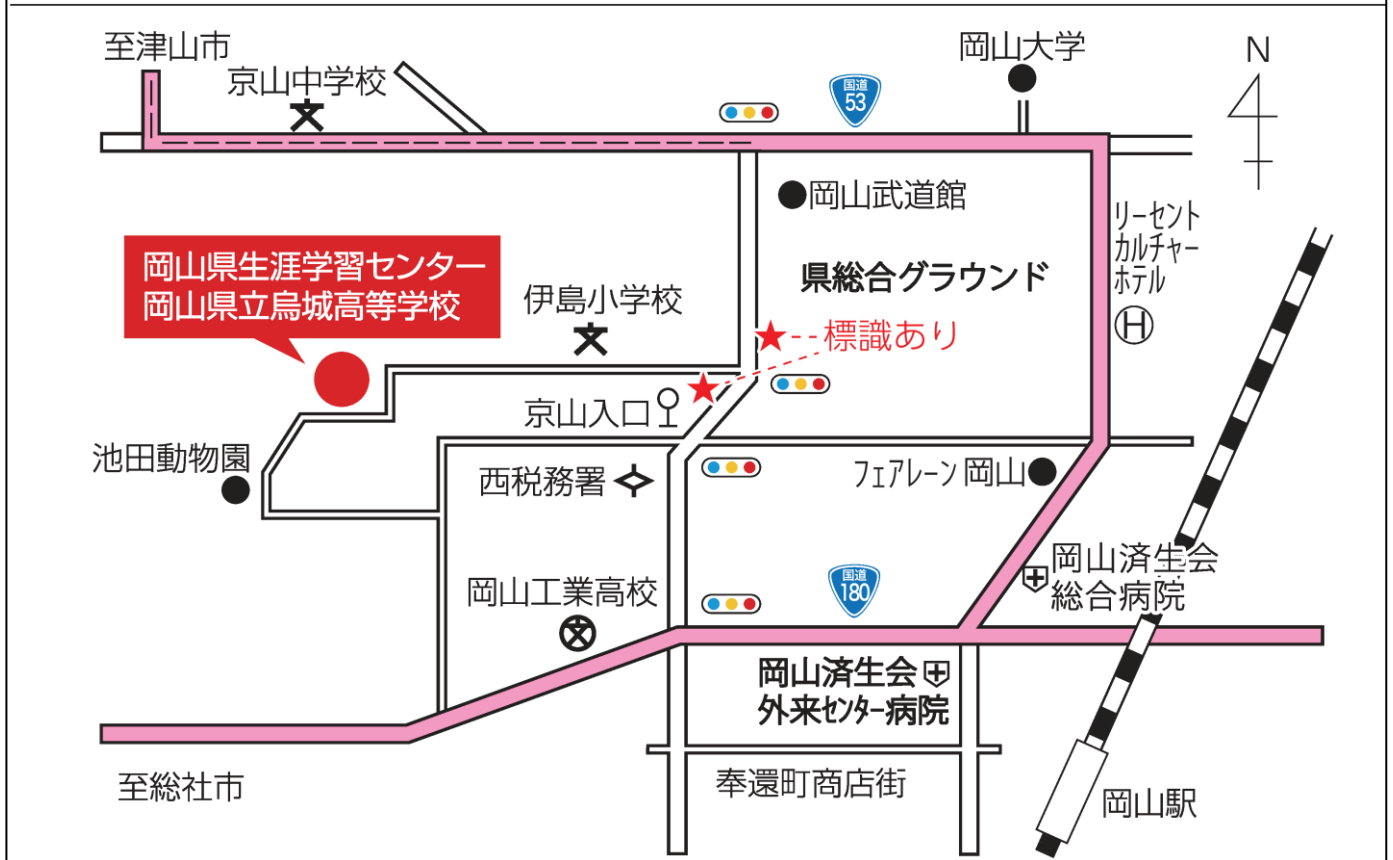 至津山市
京山中学校
岡山大学
N
国道
53
岡山武道館
リーセント
カルチャー
ホテル
H
県総合グラウンド
岡山県生涯学習センター
岡山県立烏城高等学校
伊島小学校
標識あり
京山入口
池田動物園
西税務署
フェアレーン岡山
岡山済生会
総合病院
岡山工業高校
国道
180
岡山済生会
外来センター病院
至総社市
奉還町商店街
岡山駅